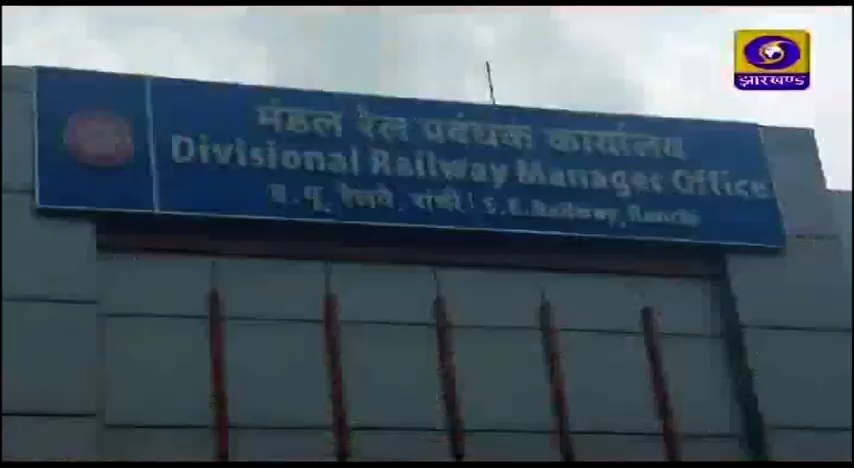 झारखण्ड
मंडल रेल प्रबंधक कार्यालय
Divisional Railway Manager Office
द. पू. रेलवे, रांची / S. E. Railway, Ranchi